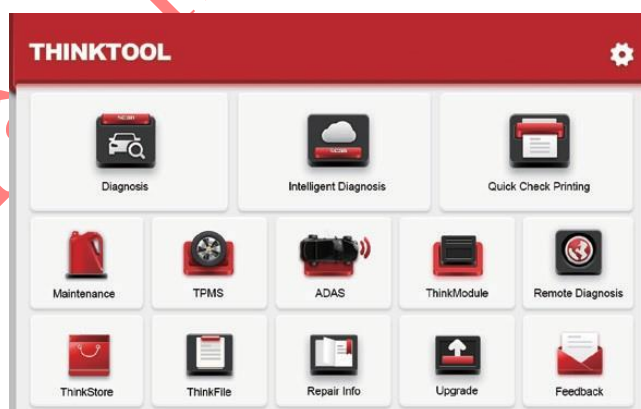 THINKTOOL
Diagnosis
Intelligent Diagnosis
Quick Check Printing
Maintenance
TPMS
ADAS
ThinkModule
Remote Diagnosis
ThinkStore
ThinkFile
Repair Info
Upgrade
Feedback